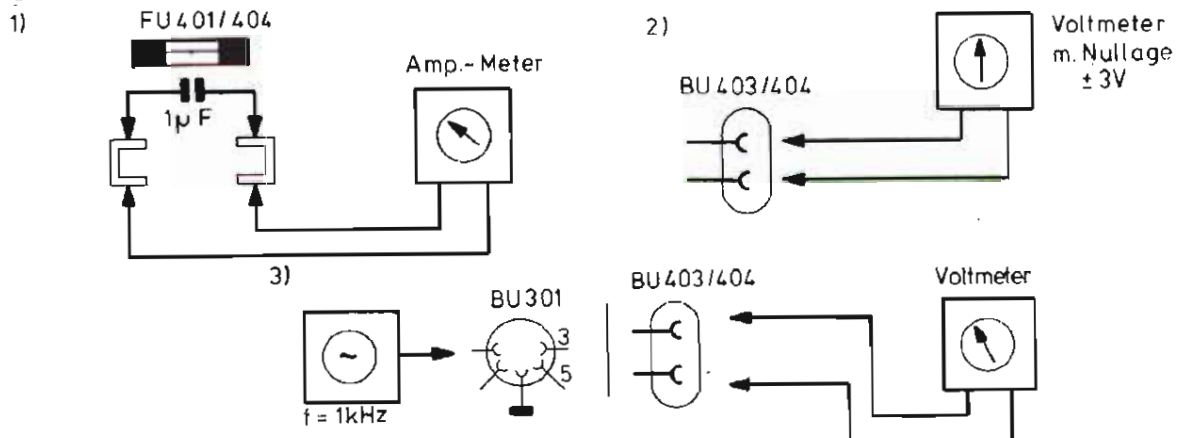 1)
FU 401/404
1µF
Amp.-Meter
2)
BU 403/404
Voltmeter
m. Nullage
± 3V
3)
~
f = 1kHz
BU 301
3
5
BU 403/404
Voltmeter